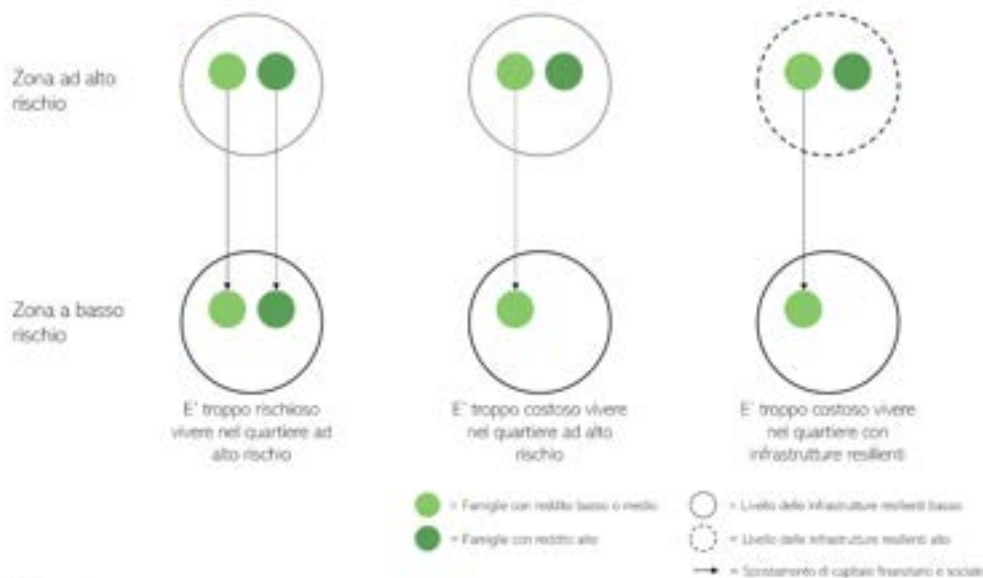 Zona ad alto
rischio
Zona a basso
rischio
E' troppo rischioso
vivere nel quartiere ad
alto rischio
E' troppo costoso vivere
nel quartiere ad alto
rischio
E' troppo costoso vivere
nel quartiere con
infrastrutture resilienti
= Famiglie con reddito basso o medio
= Famiglie con reddito alto
= Livello delle infrastrutture resilienti basso
= Livello delle infrastrutture resilienti alto
= Spostamento di capitale finanziario e sociale